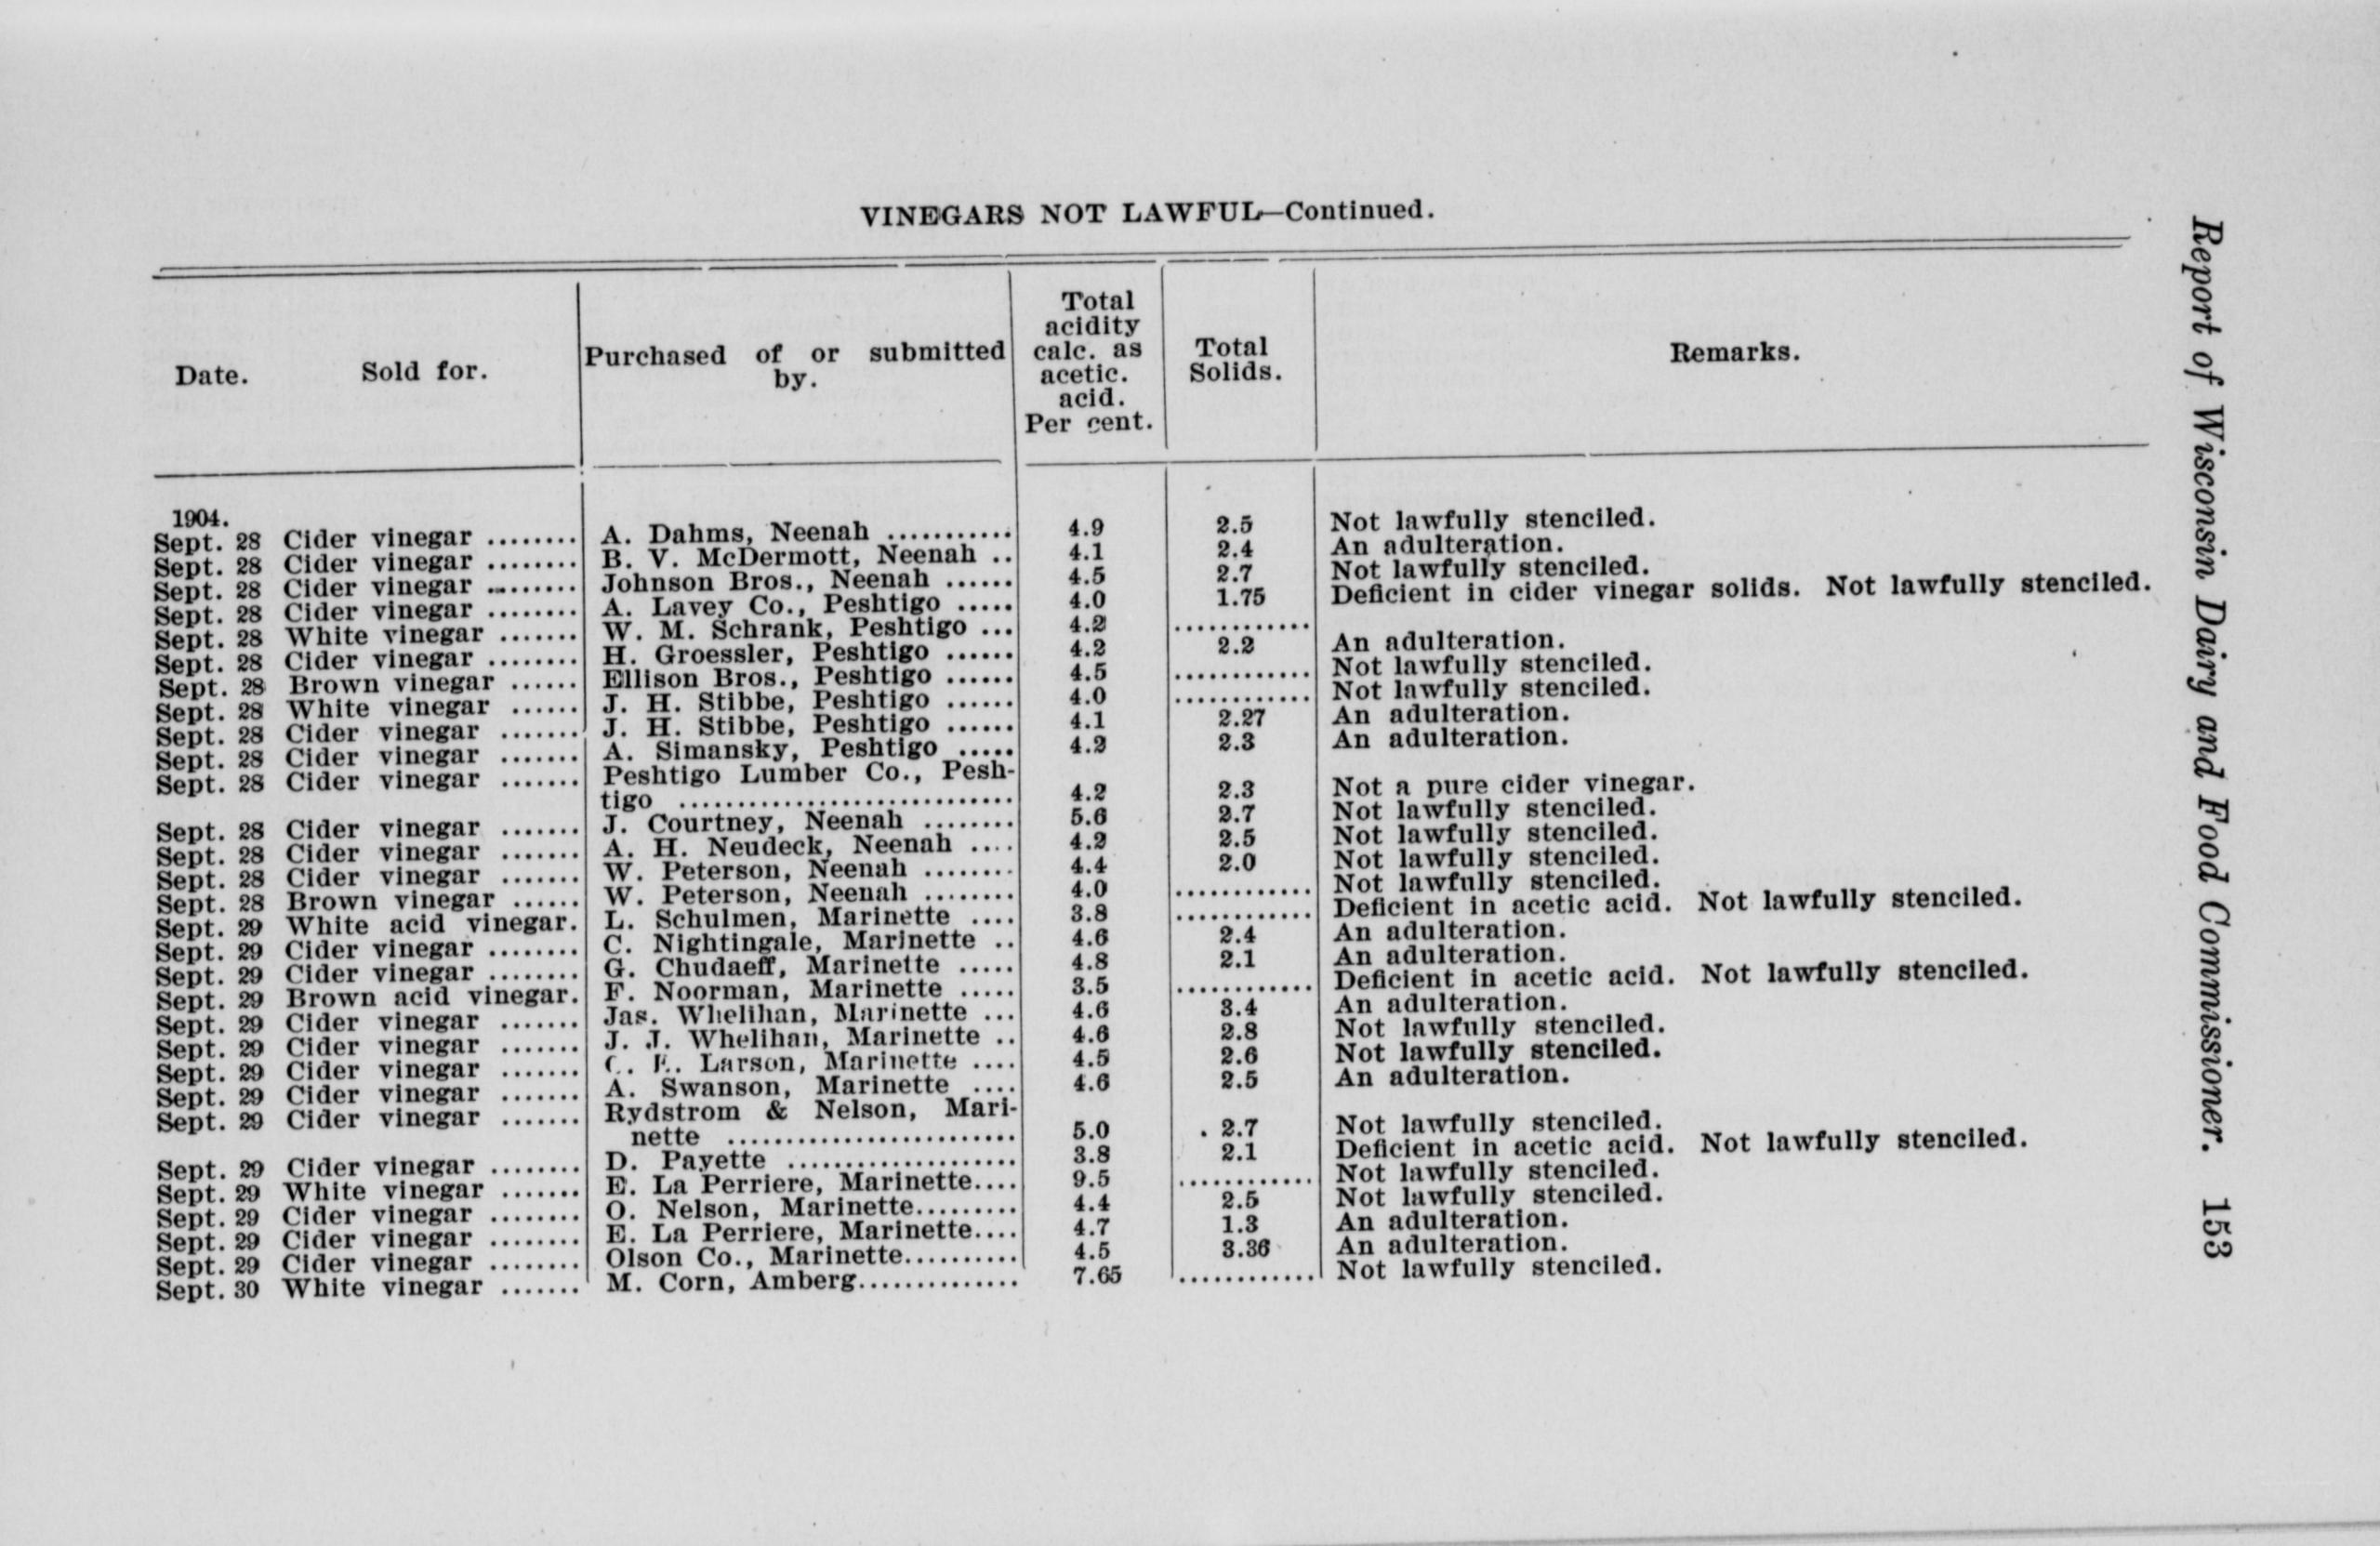 VINEGARS NOT LAWFUL—Continued.
Date. Sold for. Purchased of or submitted by. Total acidity calc. as acetic. acid. Per cent. Total Solids. Remarks.
1904.
Sept. 28 Cider vinegar ........ A. Dahms, Neenah ........... 4.9 2.5 Not lawfully stenciled.
Sept. 28 Cider vinegar ........ B. V. McDermott, Neenah .. 4.1 2.4 An adulteration.
Sept. 28 Cider vinegar ........ Johnson Bros., Neenah ...... 4.5 2.7 Not lawfully stenciled.
Sept. 28 Cider vinegar ........ A. Lavey Co., Peshtigo ..... 4.0 1.75 Deficient in cider vinegar solids. Not lawfully stenciled.
Sept. 28 White vinegar ....... W. M. Schrank, Peshtigo ... 4.2 ............
Sept. 28 Cider vinegar ........ H. Groessler, Peshtigo ...... 4.2 2.2 An adulteration.
Sept. 28 Brown vinegar ...... Ellison Bros., Peshtigo ...... 4.5 ............ Not lawfully stenciled.
Sept. 28 White vinegar ...... J. H. Stibbe, Peshtigo ...... 4.0 ............ Not lawfully stenciled.
Sept. 28 Cider vinegar ....... J. H. Stibbe, Peshtigo ...... 4.1 2.27 An adulteration.
Sept. 28 Cider vinegar ....... A. Simansky, Peshtigo ..... 4.2 2.3 An adulteration.
Sept. 28 Cider vinegar ....... Peshtigo Lumber Co., Pesh-
tigo ............................. 4.2 2.3 Not a pure cider vinegar.
Sept. 28 Cider vinegar ....... J. Courtney, Neenah ........ 5.6 2.7 Not lawfully stenciled.
Sept. 28 Cider vinegar ....... A. H. Neudeck, Neenah .... 4.2 2.5 Not lawfully stenciled.
Sept. 28 Cider vinegar ....... W. Peterson, Neenah ........ 4.4 2.0 Not lawfully stenciled.
Sept. 28 Brown vinegar ...... W. Peterson, Neenah ........ 4.0 ............ Not lawfully stenciled.
Sept. 29 White acid vinegar. L. Schulmen, Marinette .... 3.8 ............ Deficient in acetic acid. Not lawfully stenciled.
Sept. 29 Cider vinegar ........ C. Nightingale, Marinette .. 4.6 2.4 An adulteration.
Sept. 29 Cider vinegar ........ G. Chudaeff, Marinette ..... 4.8 2.1 An adulteration.
Sept. 29 Brown acid vinegar. F. Noorman, Marinette ..... 3.5 ............ Deficient in acetic acid. Not lawfully stenciled.
Sept. 29 Cider vinegar ....... Jas. Whelihan, Marinette ... 4.6 3.4 An adulteration.
Sept. 29 Cider vinegar ....... J. J. Whelihan, Marinette .. 4.6 2.8 Not lawfully stenciled.
Sept. 29 Cider vinegar ....... C. Larson, Marinette .... 4.5 2.6 Not lawfully stenciled.
Sept. 29 Cider vinegar ....... A. Swanson, Marinette .... 4.6 2.5 An adulteration.
Sept. 29 Cider vinegar ....... Rydstrom & Nelson, Mari-
nette ......................... 5.0 2.7 Not lawfully stenciled.
Sept. 29 Cider vinegar ........ D. Payette .................... 3.8 2.1 Deficient in acetic acid. Not lawfully stenciled.
Sept. 29 White vinegar ....... E. La Perriere, Marinette.... 9.5 ............ Not lawfully stenciled.
Sept. 29 Cider vinegar ........ O. Nelson, Marinette......... 4.4 2.5 Not lawfully stenciled.
Sept. 29 Cider vinegar ........ E. La Perriere, Marinette.... 4.7 1.3 An adulteration.
Sept. 29 Cider vinegar ........ Olson Co., Marinette.......... 4.5 3.36 An adulteration.
Sept. 30 White vinegar ....... M. Corn, Amberg.............. 7.65 ............ Not lawfully stenciled.
Report of Wisconsin Dairy and Food Commissioner. 153